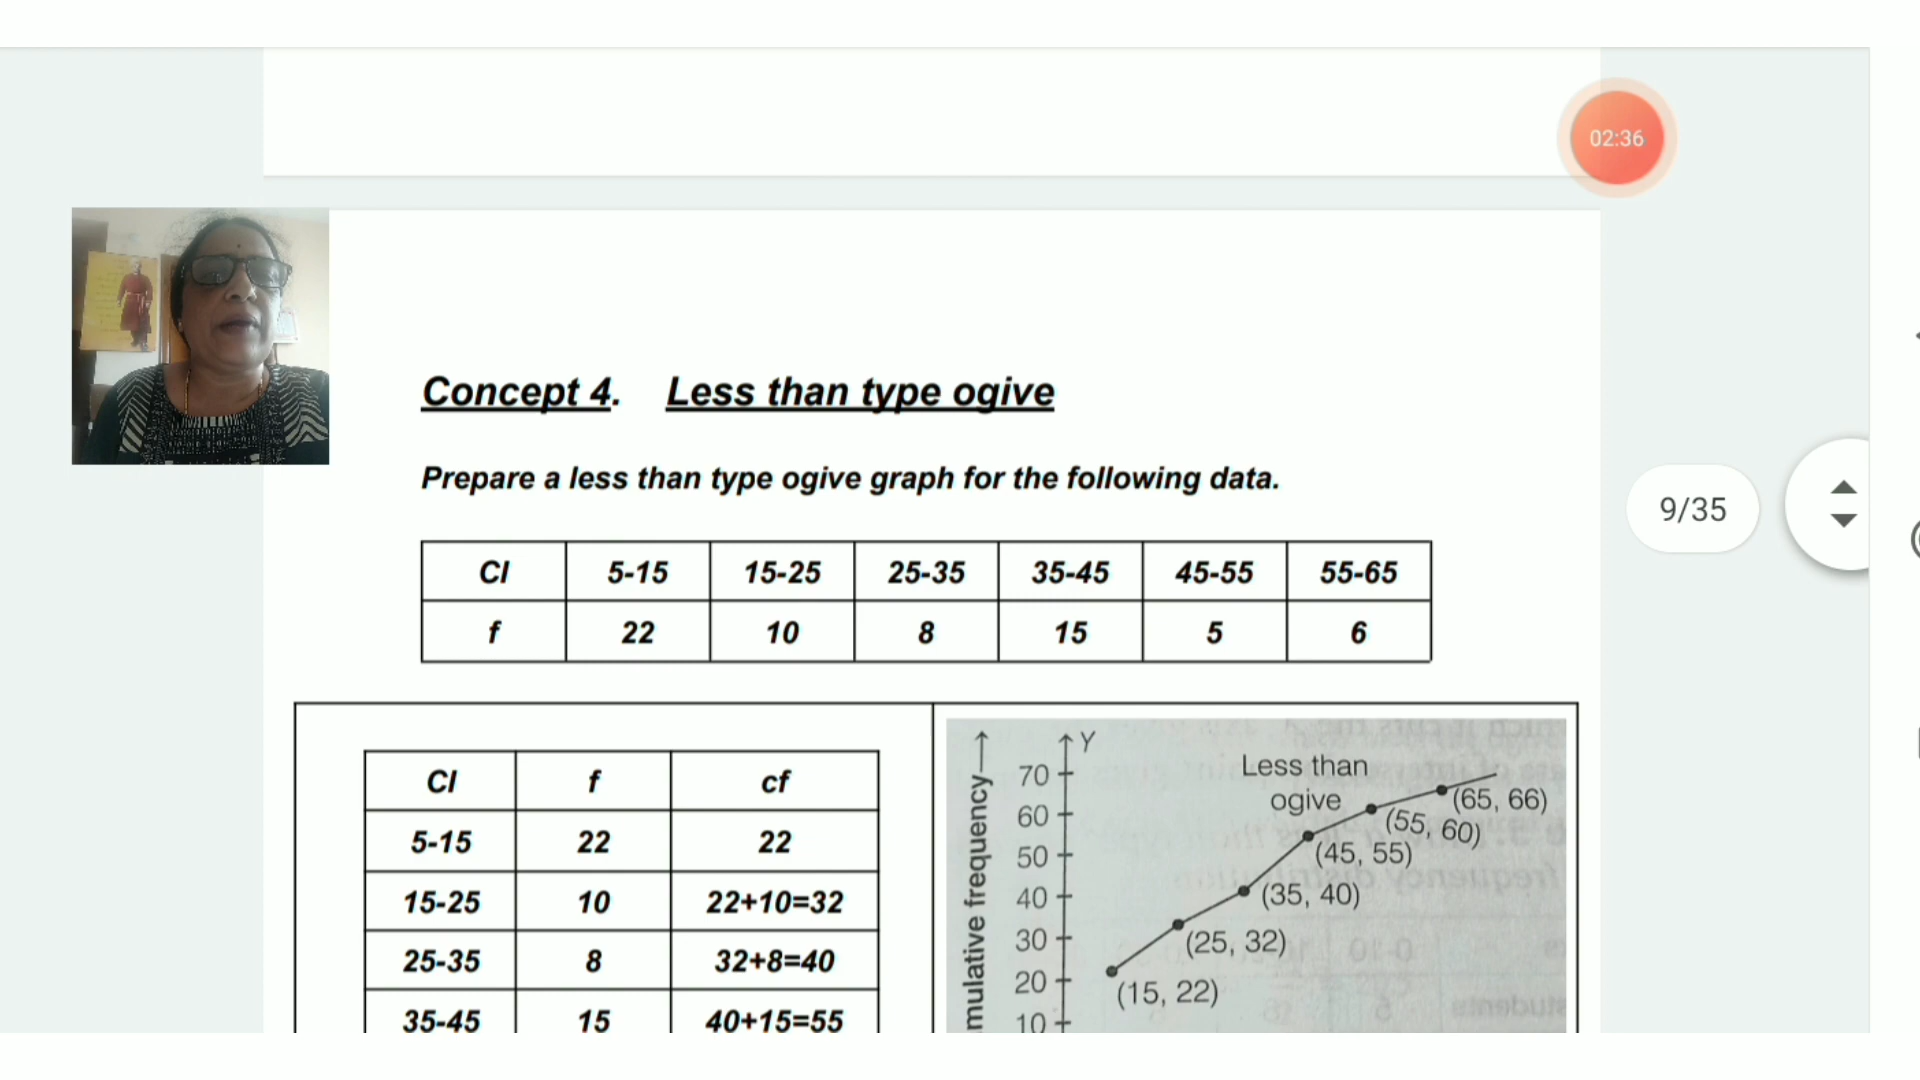 02:36
Concept 4. Less than type ogive
Prepare a less than type ogive graph for the following data.
CI 5-15 15-25 25-35 35-45 45-55 55-65
f 22 10 8 15 5 6
9/35
CI f cf
5-15 22 22
15-25 10 22+10=32
25-35 8 32+8=40
35-45 15 40+15=55
mulative frequency
Y
70
60
50
40
30
20
10
Less than
ogive
(65, 66)
(55, 60)
(45, 55)
(35, 40)
(25, 32)
(15, 22)